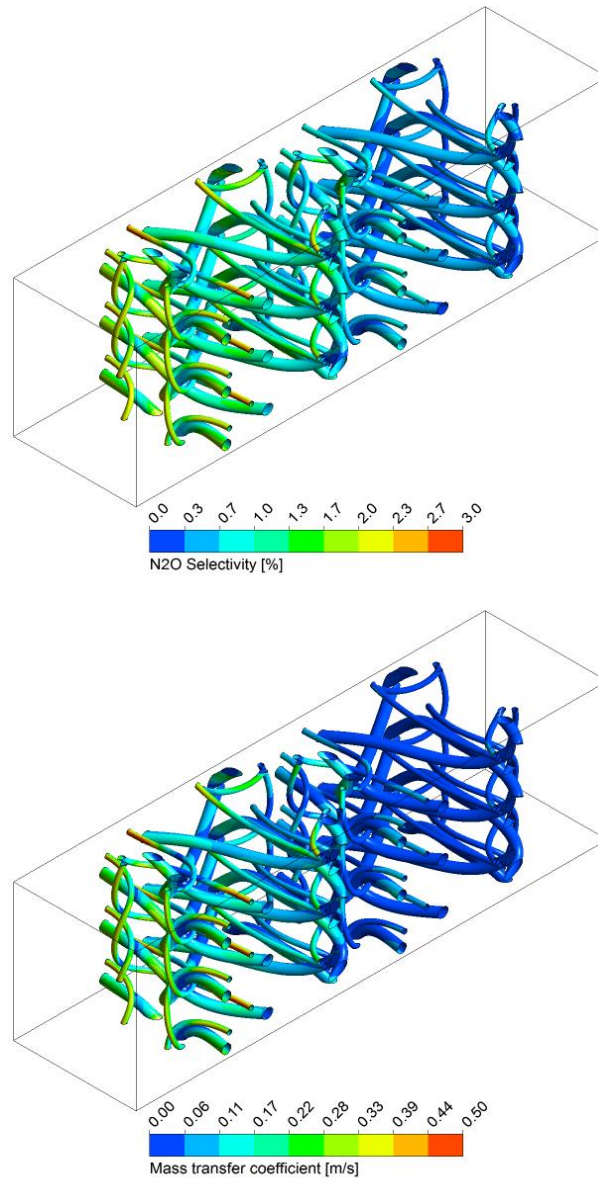 0.0 0.3 0.7 1.0 1.3 1.7 2.0 2.3 2.7 3.0
N2O Selectivity [%]
0.00 0.06 0.11 0.17 0.22 0.28 0.33 0.39 0.44 0.50
Mass transfer coefficient [m/s]